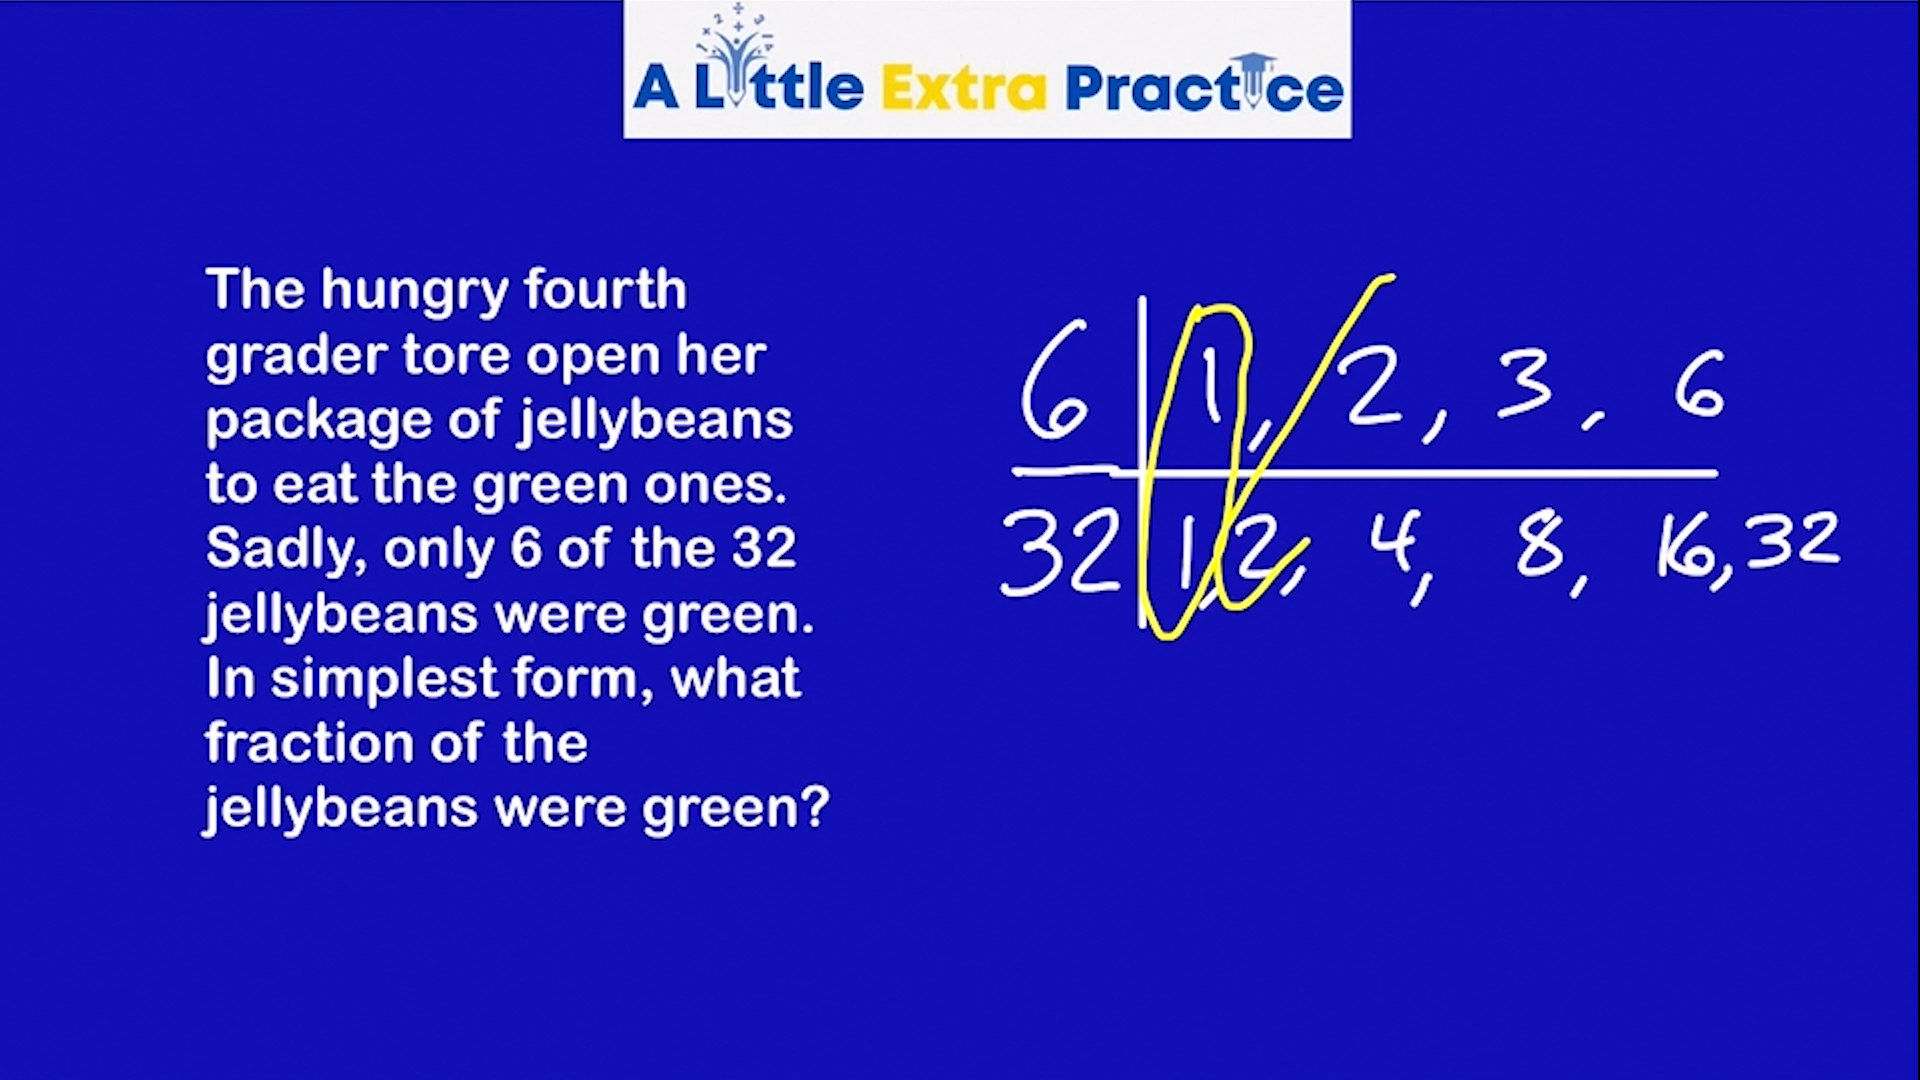 A Little Extra Practice
The hungry fourth
grader tore open her
package of jellybeans
to eat the green ones.
Sadly, only 6 of the 32
jellybeans were green.
In simplest form, what
fraction of the
jellybeans were green?
6 1, 2, 3, 6
32 1, 2, 4, 8, 16, 32